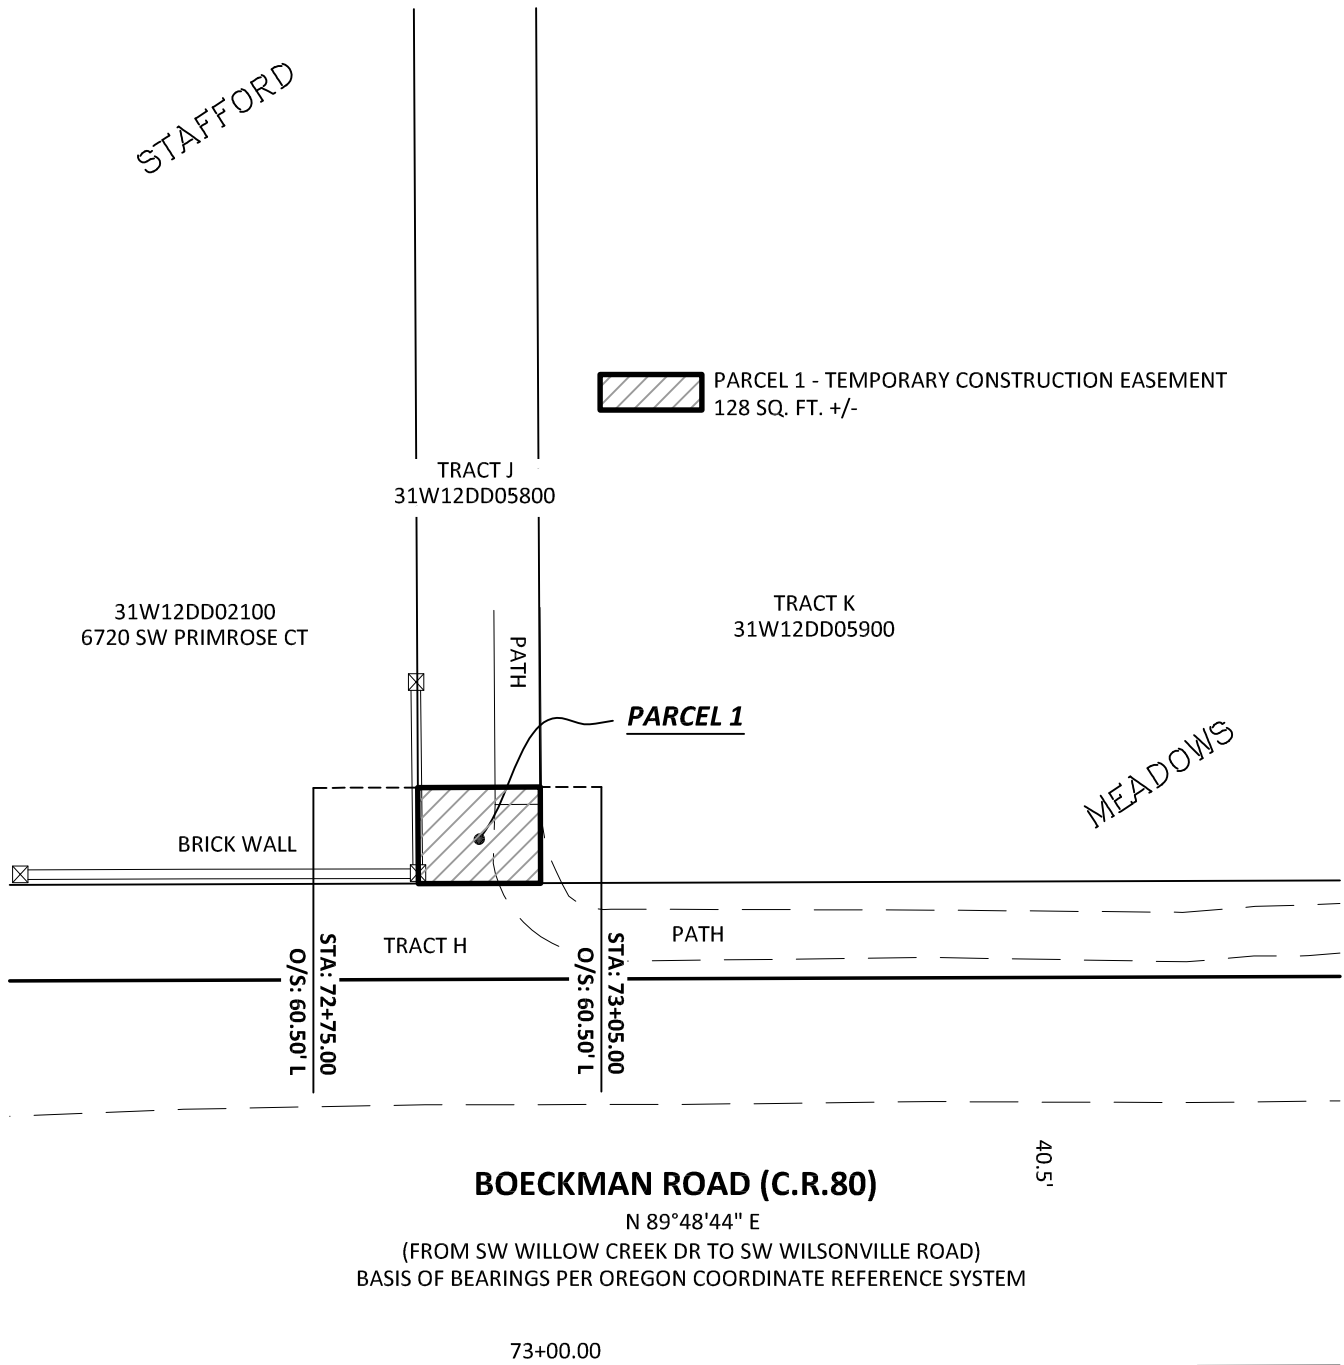 STAFFORD
PARCEL 1 - TEMPORARY CONSTRUCTION EASEMENT
128 SQ. FT. +/-
TRACT J
31W12DD05800
31W12DD02100
6720 SW PRIMROSE CT
TRACT K
31W12DD05900
PATH
PARCEL 1
MEADOWS
BRICK WALL
TRACT H
PATH
STA: 72+75.00
O/S: 60.50' L
STA: 73+05.00
O/S: 60.50' L
40.5'
BOECKMAN ROAD (C.R.80)
N 89°48'44" E
(FROM SW WILLOW CREEK DR TO SW WILSONVILLE ROAD)
BASIS OF BEARINGS PER OREGON COORDINATE REFERENCE SYSTEM
73+00.00